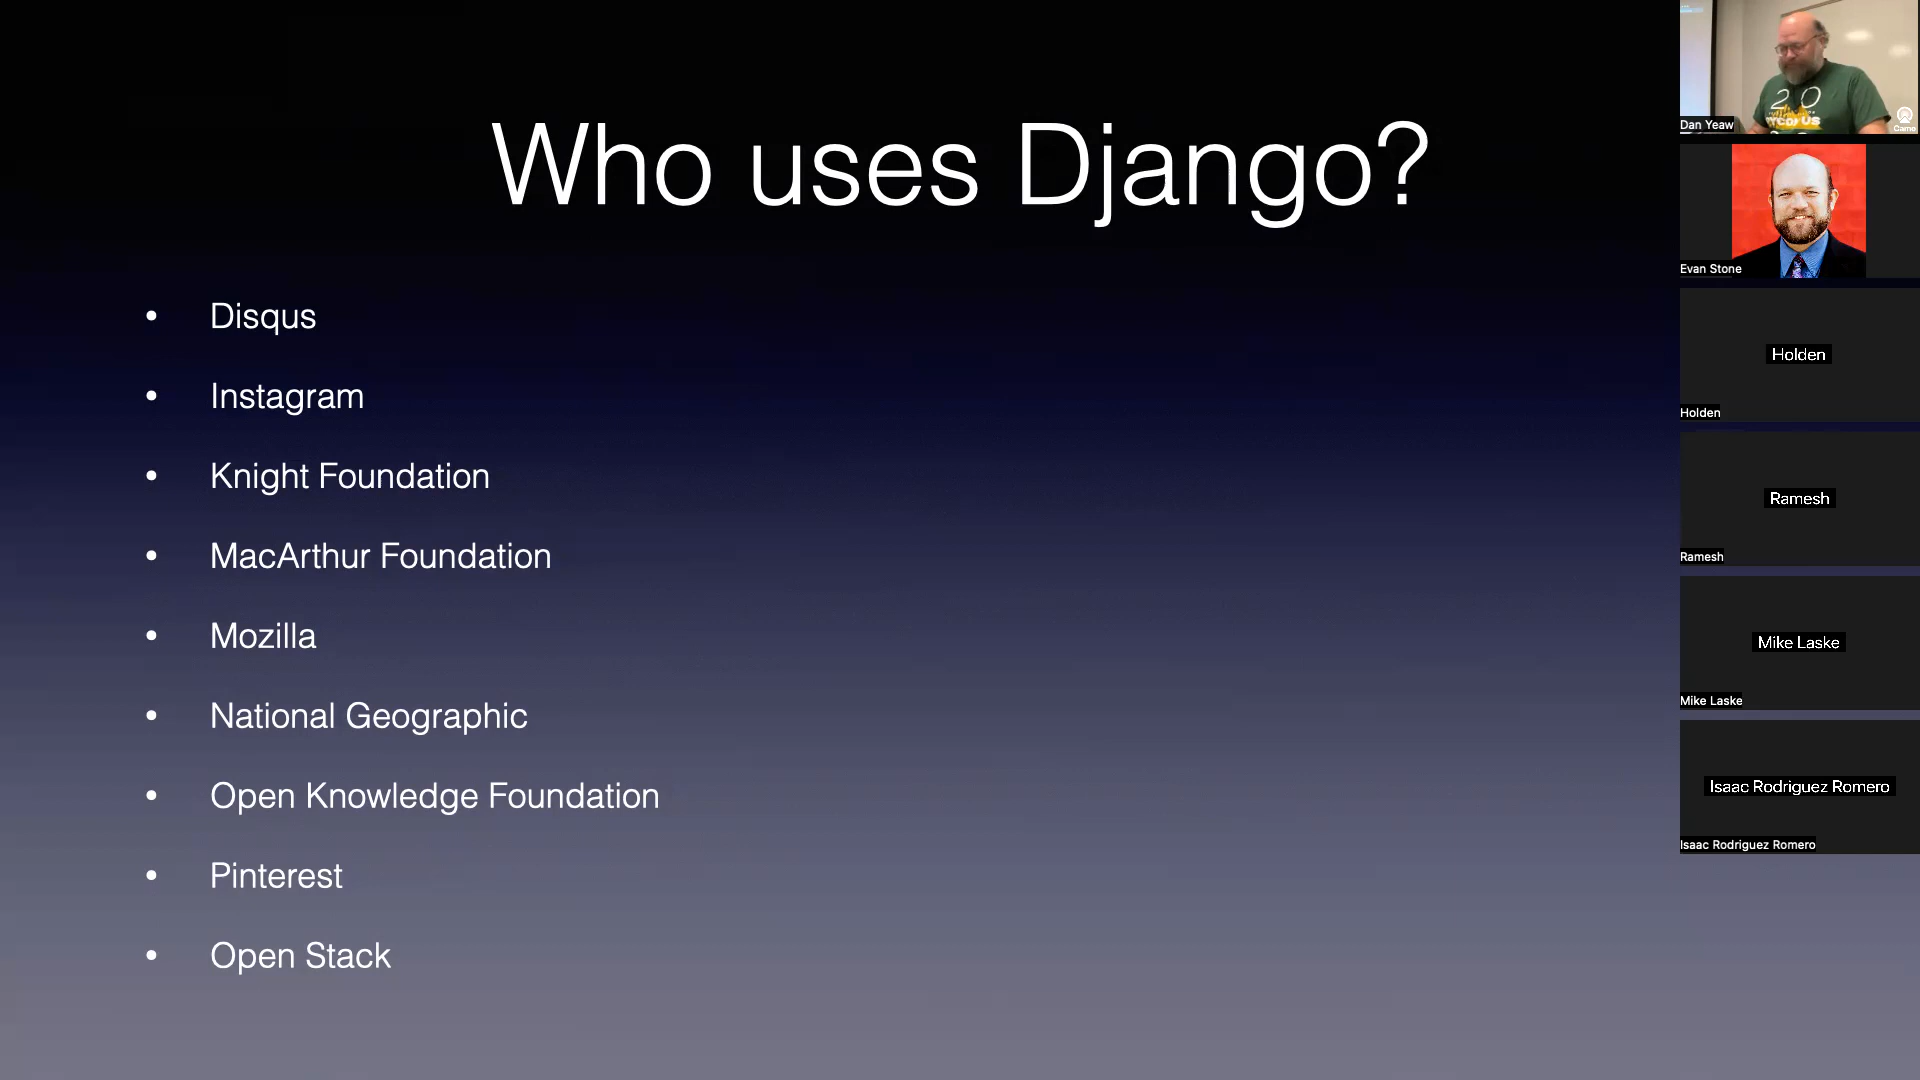 Who uses Django?
• Disqus
• Instagram
• Knight Foundation
• MacArthur Foundation
• Mozilla
• National Geographic
• Open Knowledge Foundation
• Pinterest
• Open Stack
Dan Yeaw
Camo
Evan Stone
Holden
Holden
Ramesh
Ramesh
Mike Laske
Mike Laske
Isaac Rodriguez Romero
Isaac Rodriguez Romero